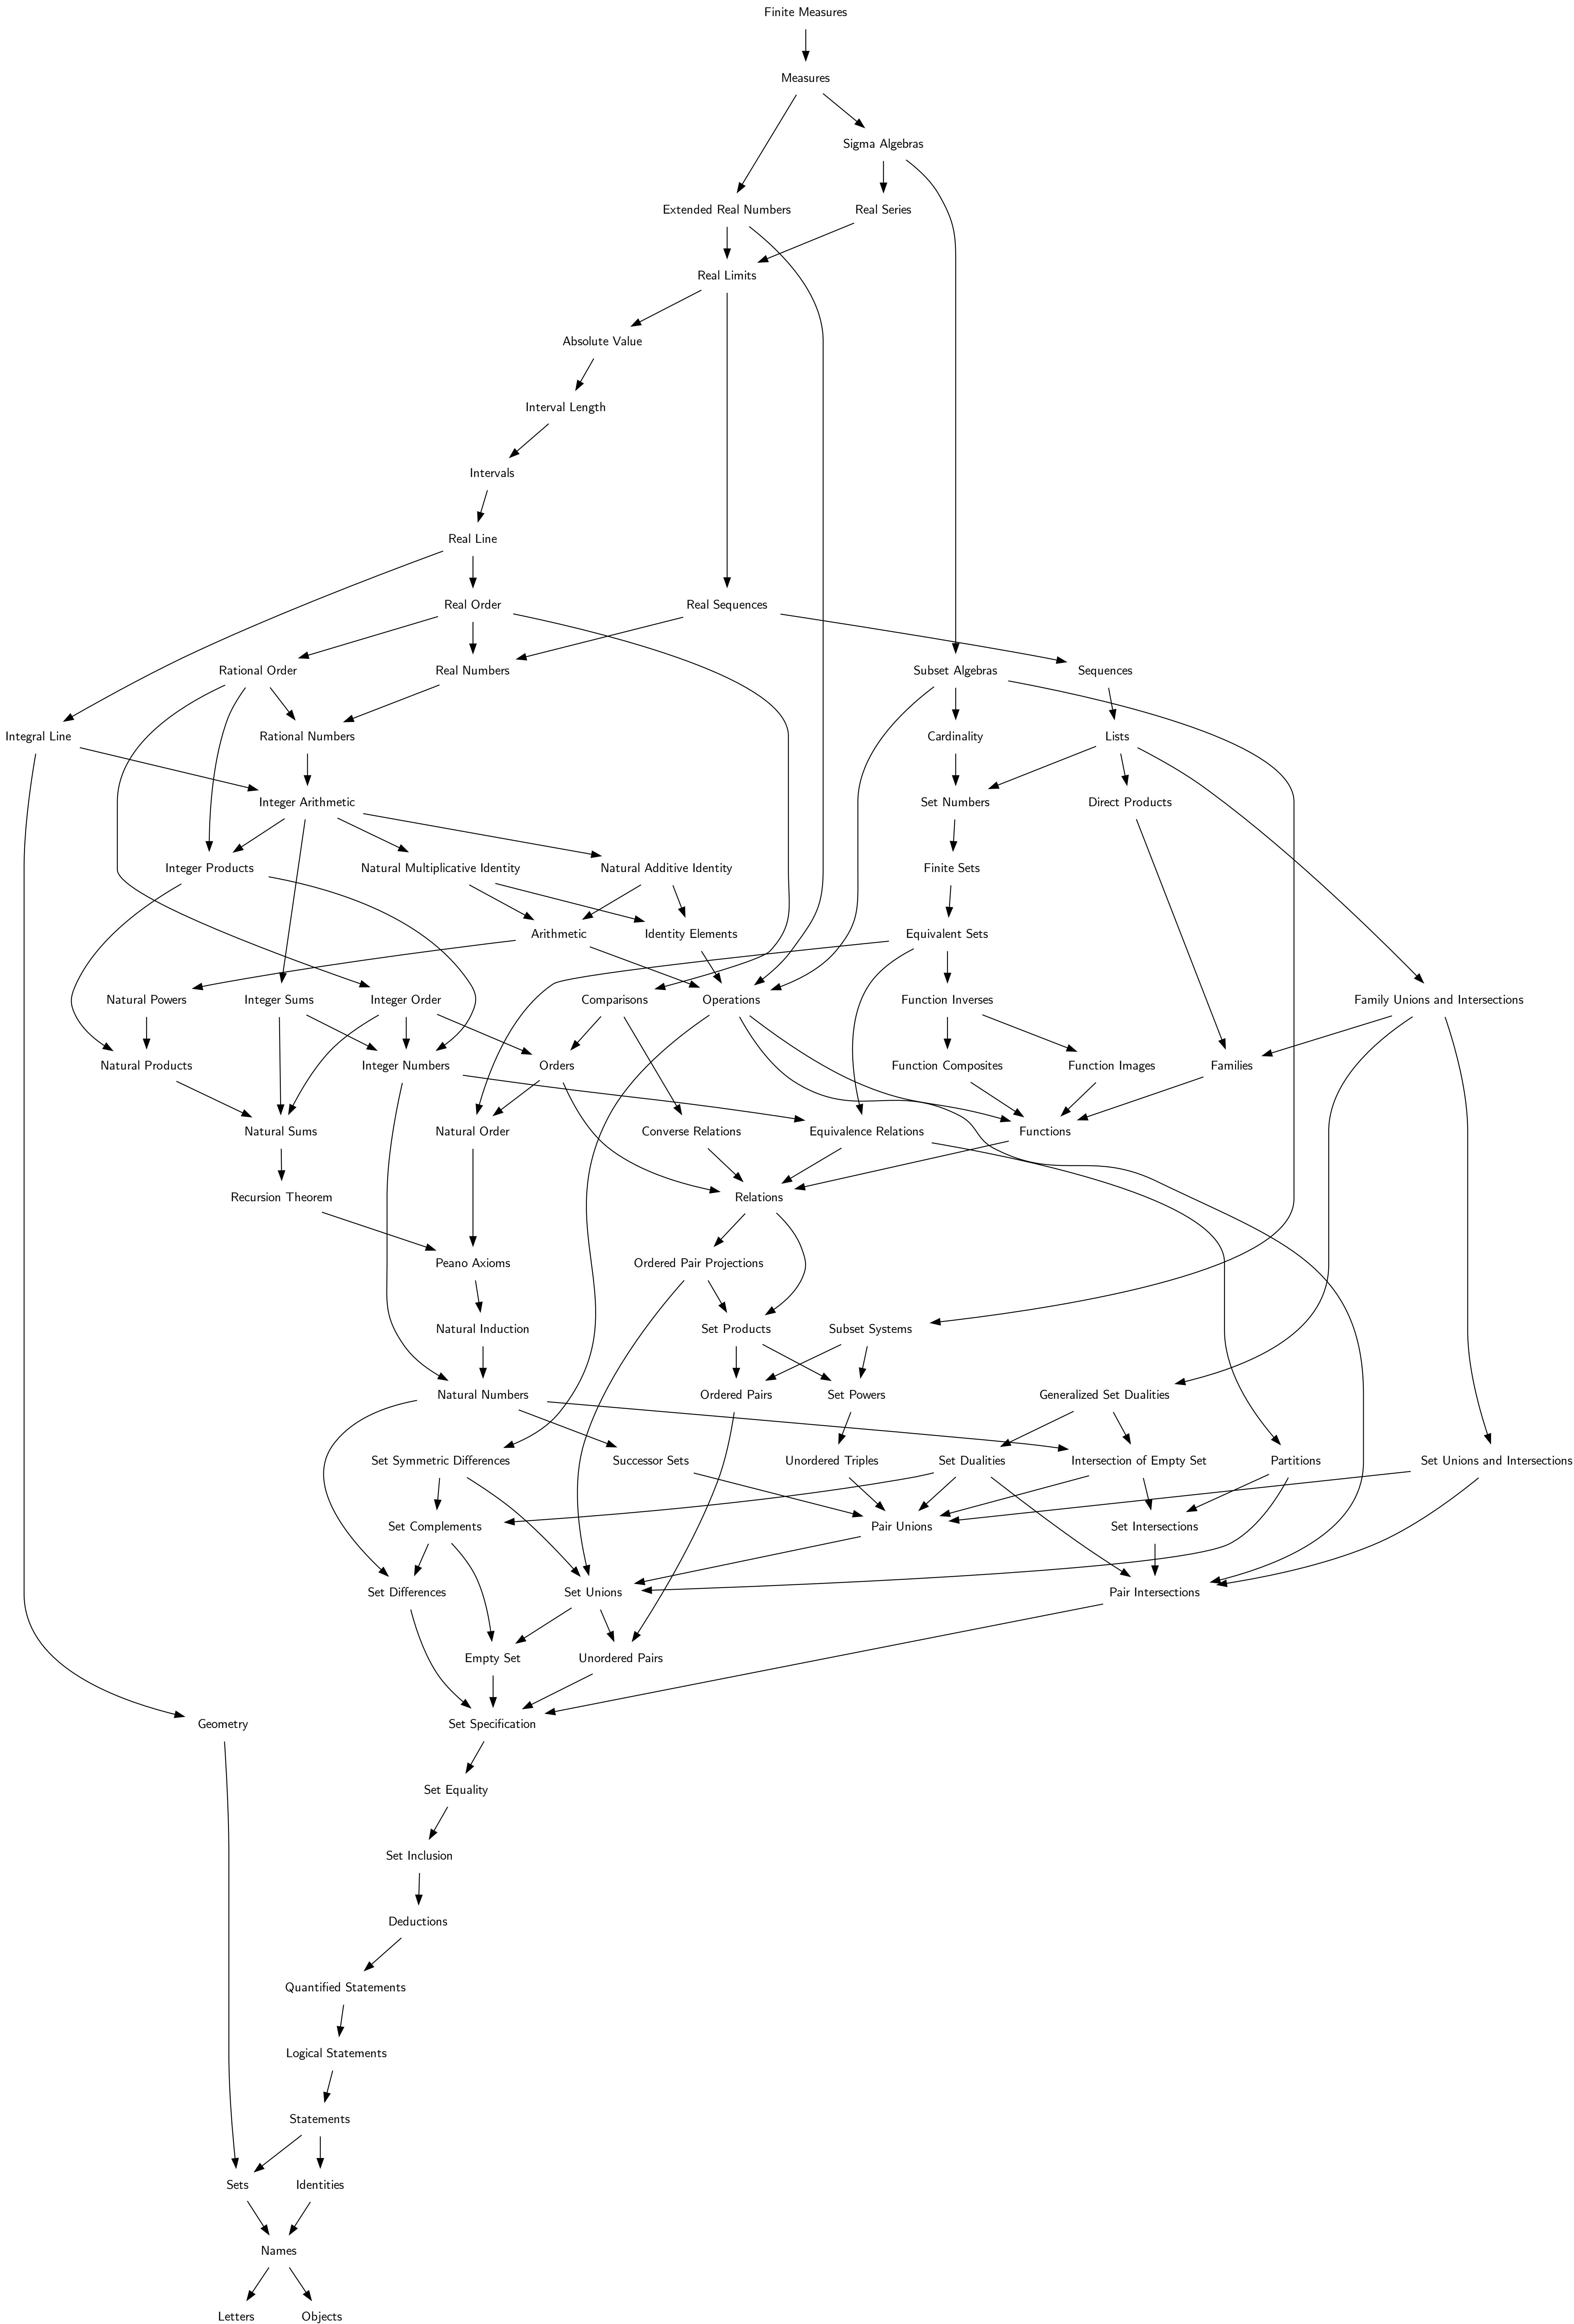 Finite Measures
Measures
Sigma Algebras
Extended Real Numbers
Real Series
Real Limits
Absolute Value
Interval Length
Intervals
Real Line
Real Order
Real Sequences
Rational Order
Real Numbers
Subset Algebras
Sequences
Integral Line
Rational Numbers
Cardinality
Lists
Integer Arithmetic
Set Numbers
Direct Products
Integer Products
Natural Multiplicative Identity
Natural Additive Identity
Finite Sets
Arithmetic
Identity Elements
Equivalent Sets
Natural Powers
Integer Sums
Integer Order
Comparisons
Operations
Function Inverses
Family Unions and Intersections
Natural Products
Integer Numbers
Orders
Function Composites
Function Images
Families
Natural Sums
Natural Order
Converse Relations
Equivalence Relations
Functions
Recursion Theorem
Relations
Peano Axioms
Ordered Pair Projections
Natural Induction
Set Products
Subset Systems
Natural Numbers
Ordered Pairs
Set Powers
Generalized Set Dualities
Set Symmetric Differences
Successor Sets
Unordered Triples
Set Dualities
Intersection of Empty Set
Partitions
Set Unions and Intersections
Set Complements
Pair Unions
Set Intersections
Set Differences
Set Unions
Pair Intersections
Empty Set
Unordered Pairs
Geometry
Set Specification
Set Equality
Set Inclusion
Deductions
Quantified Statements
Logical Statements
Statements
Sets
Identities
Names
Letters
Objects